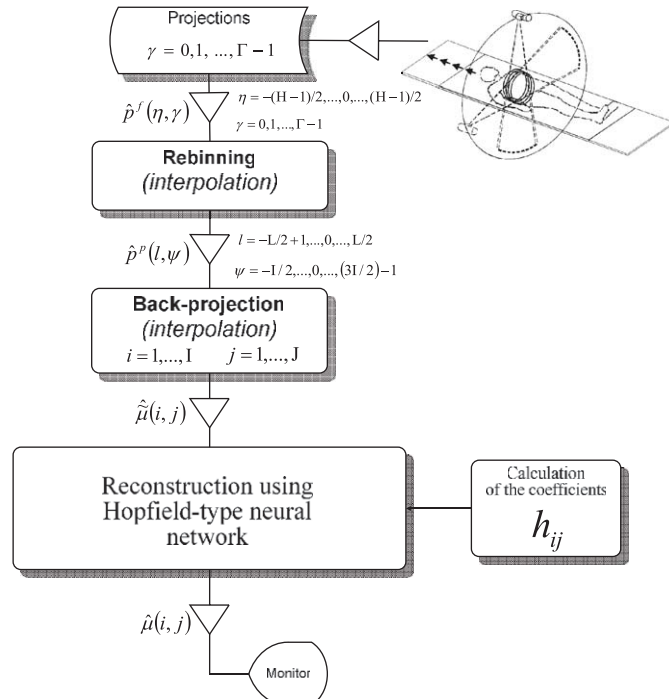 Projections
γ = 0,1, ..., Γ − 1
p̂ᶠ(η,γ)
η = −(H−1)/2,...,0,...,(H−1)/2
γ = 0,1,...,Γ−1
Rebinning
(interpolation)
p̂ᵖ(l,ψ)
l = −L/2+1,...,0,...,L/2
ψ = −I/2,...,0,...,(3I/2)−1
Back-projection
(interpolation)
i = 1,...,I j = 1,...,J
μ̃̂(i, j)
Reconstruction using
Hopfield-type neural
network
Calculation
of the coefficients
hᵢⱼ
μ̂(i, j)
Monitor